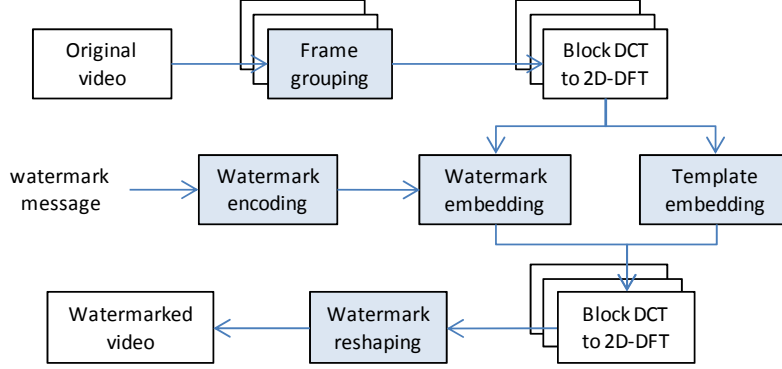 Original
video
Frame
grouping
Block DCT
to 2D-DFT
watermark
message
Watermark
encoding
Watermark
embedding
Template
embedding
Watermarked
video
Watermark
reshaping
Block DCT
to 2D-DFT